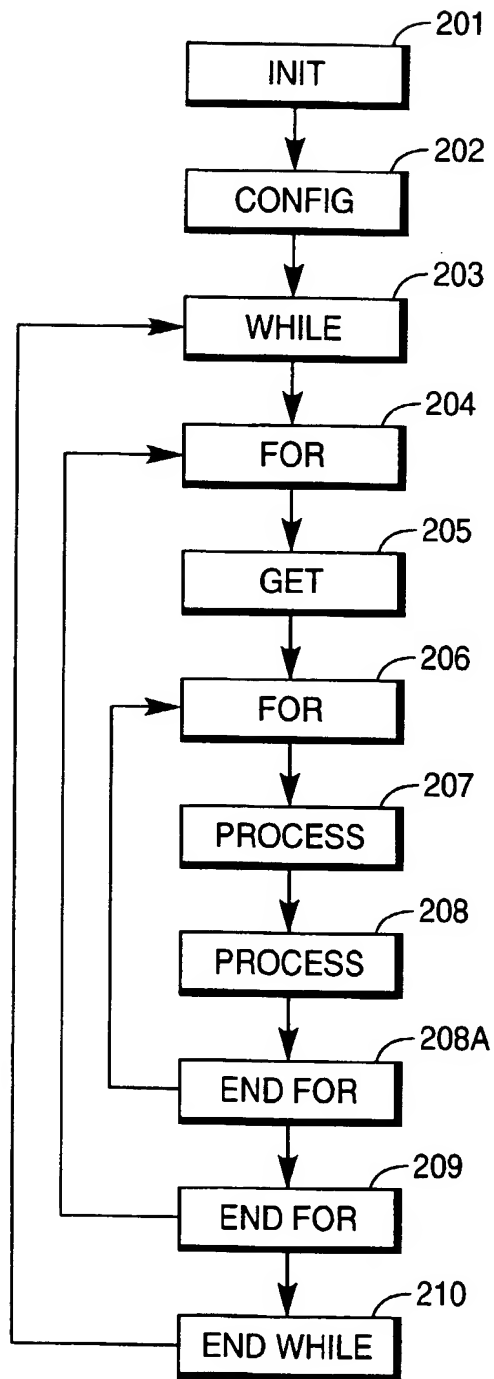 201
INIT
202
CONFIG
203
WHILE
204
FOR
205
GET
206
FOR
207
PROCESS
208
PROCESS
208A
END FOR
209
END FOR
210
END WHILE